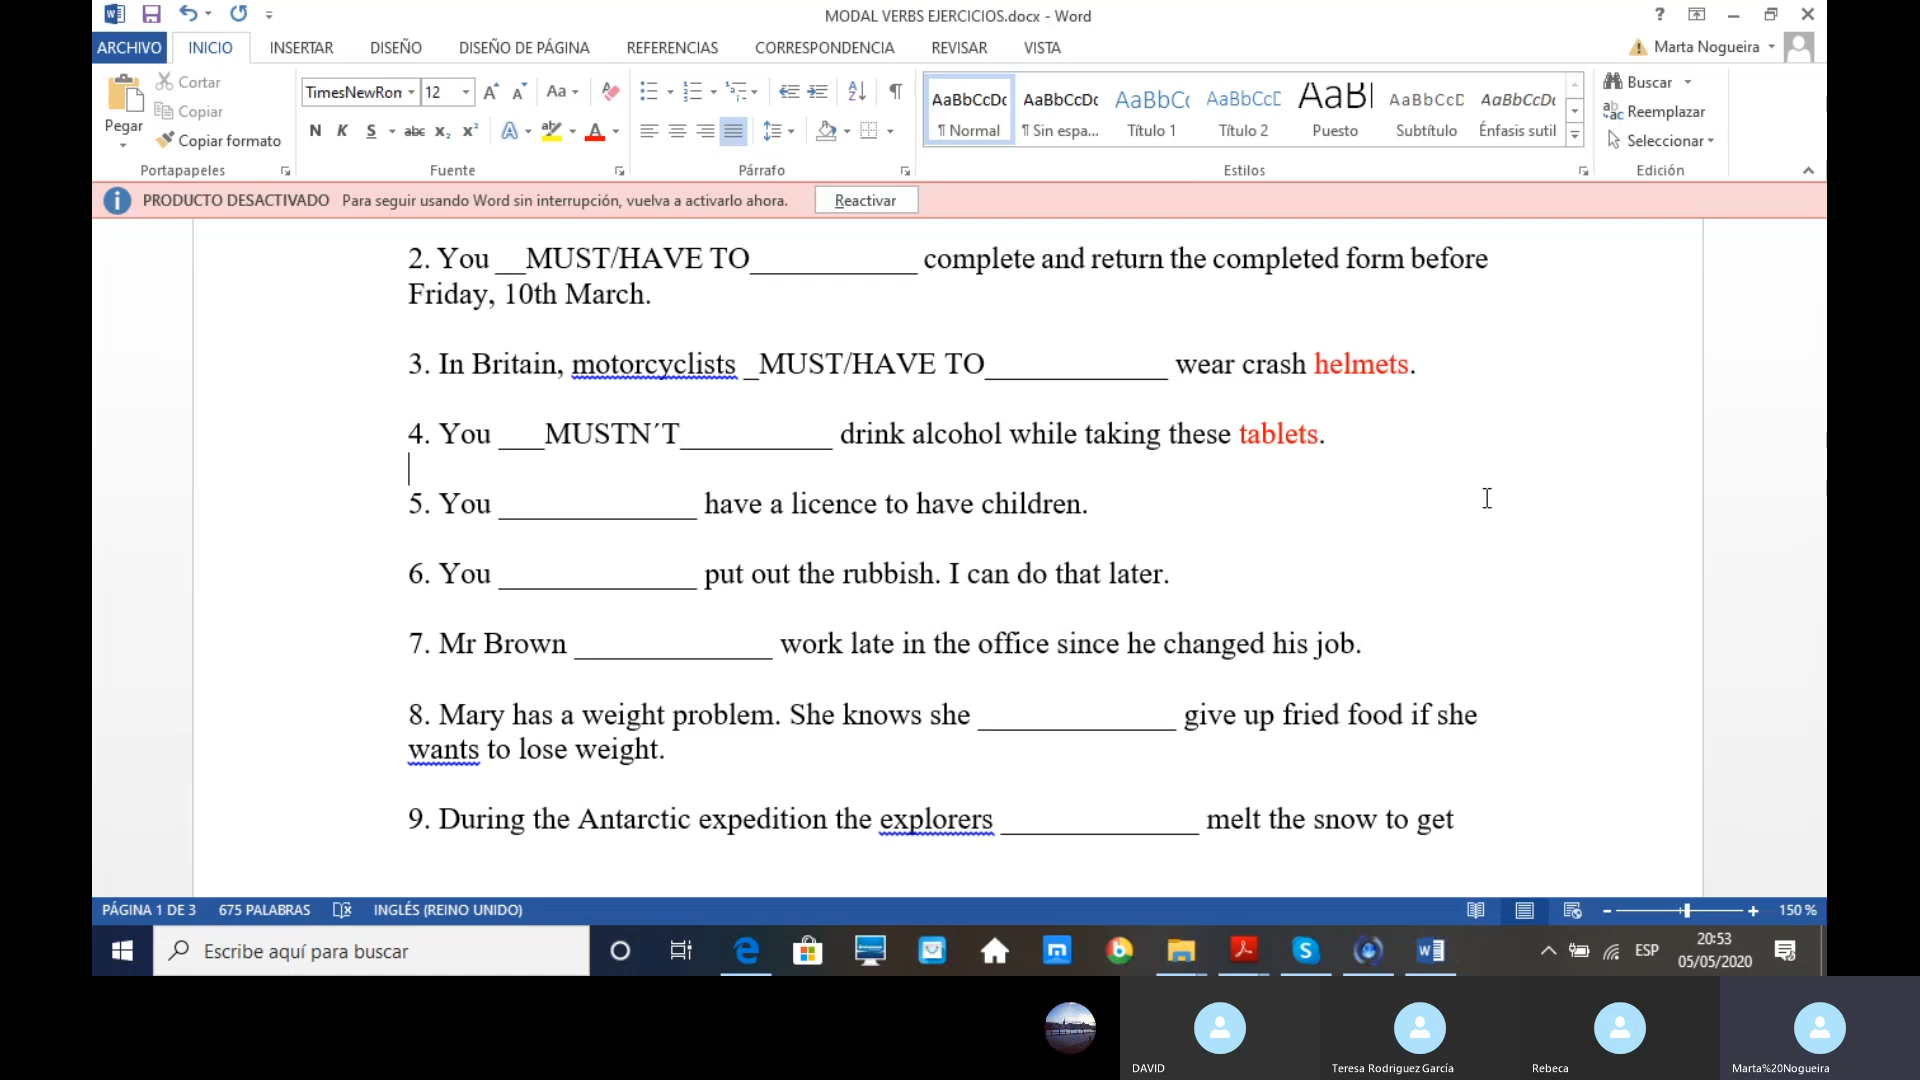 MODAL VERBS EJERCICIOS.docx - Word
?
ARCHIVO INICIO INSERTAR DISEÑO DISEÑO DE PÁGINA REFERENCIAS CORRESPONDENCIA REVISAR VISTA Marta Nogueira
Pegar
Cortar
Copiar
Copiar formato
TimesNewRon 12 Aa
N K S abc x₂ x² A A
AaBbCcDc AaBbCcDc AaBbCc AaBbCcD AaBl AaBbCcD AaBbCcDc
¶ Normal ¶ Sin espa... Título 1 Título 2 Puesto Subtítulo Énfasis sutil
Buscar
Reemplazar
Seleccionar
Portapapeles Fuente Párrafo Estilos Edición
PRODUCTO DESACTIVADO Para seguir usando Word sin interrupción, vuelva a activarlo ahora. Reactivar
2. You __MUST/HAVE TO___________ complete and return the completed form before
Friday, 10th March.
3. In Britain, motorcyclists _MUST/HAVE TO____________ wear crash helmets.
4. You ___MUSTN´T__________ drink alcohol while taking these tablets.
5. You _____________ have a licence to have children.
6. You _____________ put out the rubbish. I can do that later.
7. Mr Brown _____________ work late in the office since he changed his job.
8. Mary has a weight problem. She knows she _____________ give up fried food if she
wants to lose weight.
9. During the Antarctic expedition the explorers _____________ melt the snow to get
PÁGINA 1 DE 3 675 PALABRAS INGLÉS (REINO UNIDO) 150 %
Escribe aquí para buscar
ESP
20:53
05/05/2020
DAVID Teresa Rodriguez García Rebeca Marta%20Nogueira